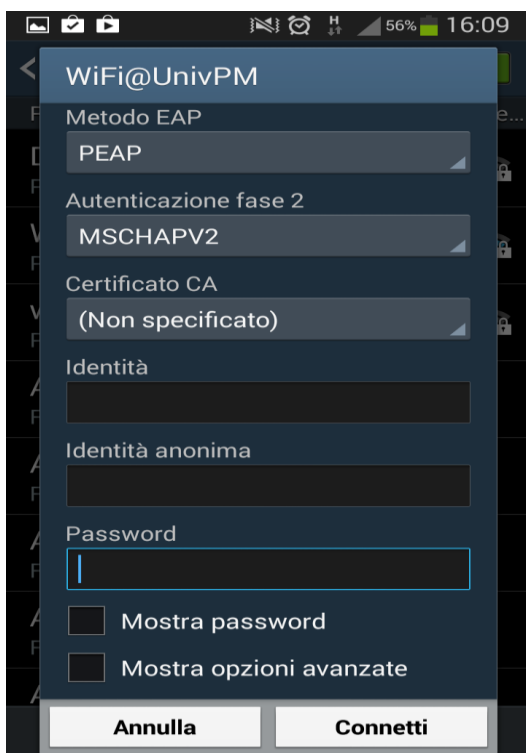 H
56% 16:09
WiFi@UnivPM
Metodo EAP
PEAP
Autenticazione fase 2
MSCHAPV2
Certificato CA
(Non specificato)
Identità
Identità anonima
Password
Mostra password
Mostra opzioni avanzate
Annulla
Connetti